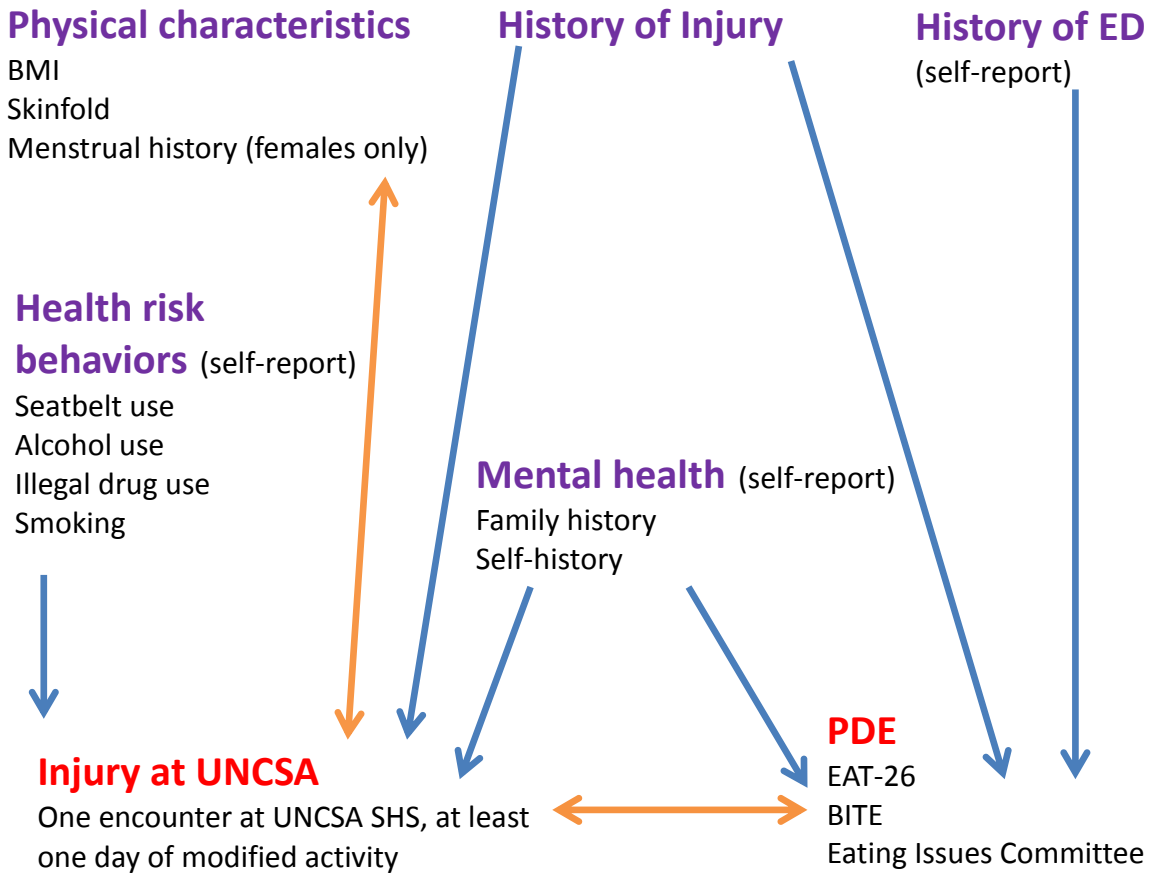 Physical characteristics
BMI
Skinfold
Menstrual history (females only)
History of Injury
History of ED
(self-report)
Health risk
behaviors (self-report)
Seatbelt use
Alcohol use
Illegal drug use
Smoking
Mental health (self-report)
Family history
Self-history
Injury at UNCSA
One encounter at UNCSA SHS, at least
one day of modified activity
PDE
EAT-26
BITE
Eating Issues Committee